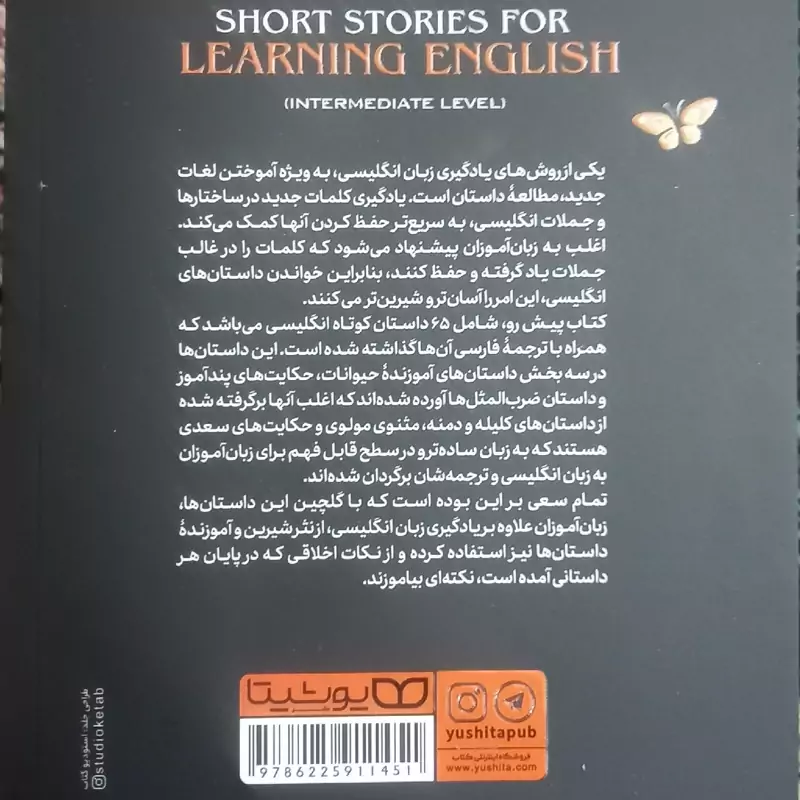 SHORT STORIES FOR
LEARNING ENGLISH
(INTERMEDIATE LEVEL)
یکی از روش‌های یادگیری زبان انگلیسی، به ویژه آموختن لغات
جدید، مطالعهٔ داستان است. یادگیری کلمات جدید در ساختارها
و جملات انگلیسی، به سریع‌تر حفظ کردن آنها کمک می‌کند.
اغلب به زبان‌آموزان پیشنهاد می‌شود که کلمات را در غالب
جملات یاد گرفته و حفظ کنند، بنابراین خواندن داستان‌های
انگلیسی، این امر را آسان‌تر و شیرین‌تر می‌کنند.
کتاب پیش رو، شامل ۶۵ داستان کوتاه انگلیسی می‌باشد که
همراه با ترجمهٔ فارسی آن‌ها گذاشته شده است. این داستان‌ها
در سه بخش داستان‌های آموزندهٔ حیوانات، حکایت‌های پندآموز
و داستان ضرب‌المثل‌ها آورده شده‌اند که اغلب آنها برگرفته شده
از داستان‌های کلیله و دمنه، مثنوی مولوی و حکایت‌های سعدی
هستند که به زبان ساده‌تر و در سطح قابل فهم برای زبان‌آموزان
به زبان انگلیسی و ترجمه‌شان برگردان شده‌اند.
تمام سعی بر این بوده است که با گلچین این داستان‌ها،
زبان‌آموزان علاوه بر یادگیری زبان انگلیسی، از نثر شیرین و آموزندهٔ
داستان‌ها نیز استفاده کرده و از نکات اخلاقی که در پایان هر
داستانی آمده است، نکته‌ای بیاموزند.
یوشیتا
yushitapub
فروشگاه اینترنتی کتاب
www.yushita.com
9786225911451
طراحی جلد: استودیو کتاب
studioketab